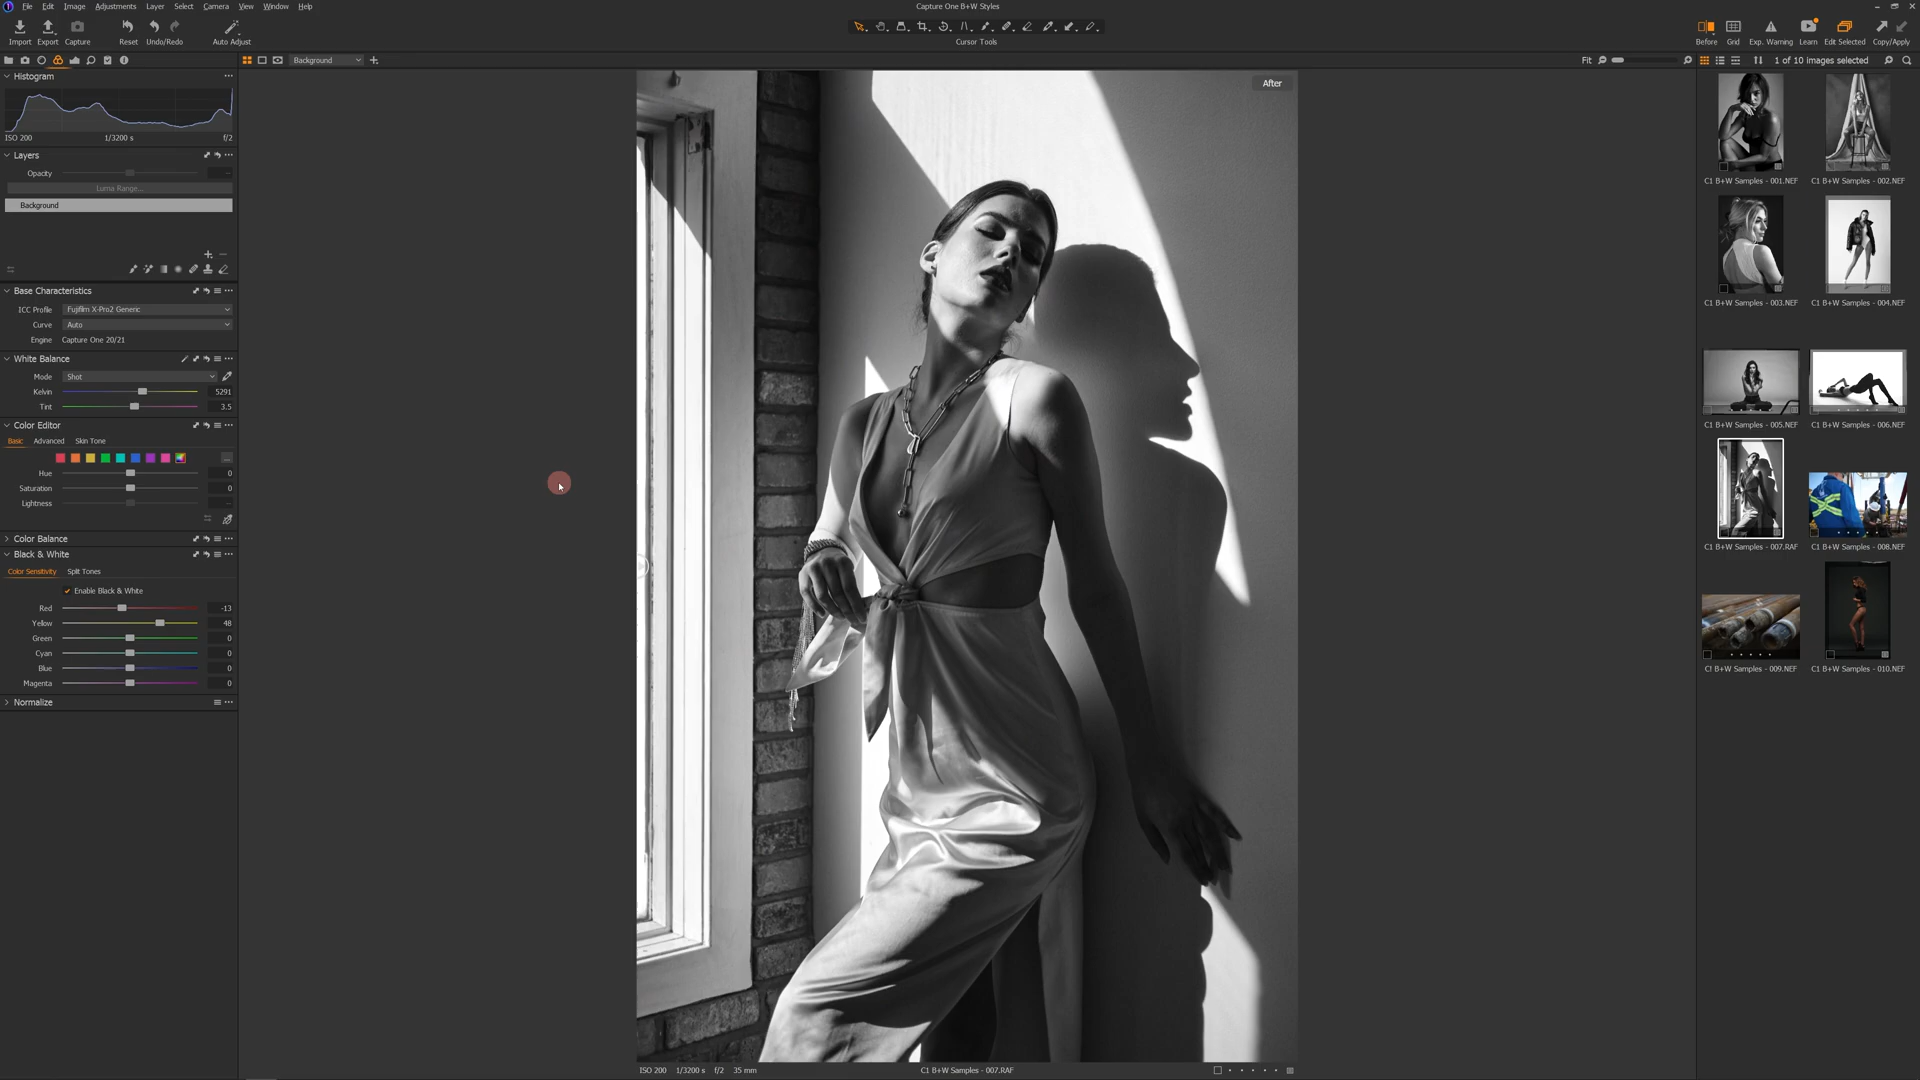 File Edit Image Adjustments Layer Select Camera View Window Help
Capture One B+W Styles
Import Export Capture Reset Undo/Redo Auto Adjust
Cursor Tools
Before Grid Exp. Warning Learn Edit Selected Copy/Apply
Background
Fit
1 of 10 images selected
Histogram
ISO 200 1/3200 s f/2
Layers
Opacity
Luma Range...
Background
Base Characteristics
ICC Profile Fujifilm X-Pro2 Generic
Curve Auto
Engine Capture One 20/21
White Balance
Mode Shot
Kelvin 5291
Tint 3.5
Color Editor
Basic Advanced Skin Tone
Hue 0
Saturation 0
Lightness
Color Balance
Black & White
Color Sensitivity Split Tones
Enable Black & White
Red -13
Yellow 48
Green 0
Cyan 0
Blue 0
Magenta 0
Normalize
After
ISO 200 1/3200 s f/2 35 mm
C1 B+W Samples - 007.RAF
C1 B+W Samples - 001.NEF
C1 B+W Samples - 002.NEF
C1 B+W Samples - 003.NEF
C1 B+W Samples - 004.NEF
C1 B+W Samples - 005.NEF
C1 B+W Samples - 006.NEF
C1 B+W Samples - 007.RAF
C1 B+W Samples - 008.NEF
C1 B+W Samples - 009.NEF
C1 B+W Samples - 010.NEF